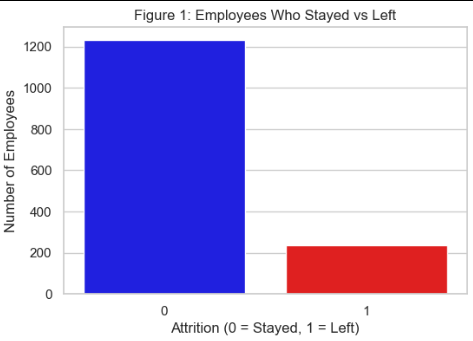 Figure 1: Employees Who Stayed vs Left
Number of Employees
1200
1000
800
600
400
200
0
0 1
Attrition (0 = Stayed, 1 = Left)